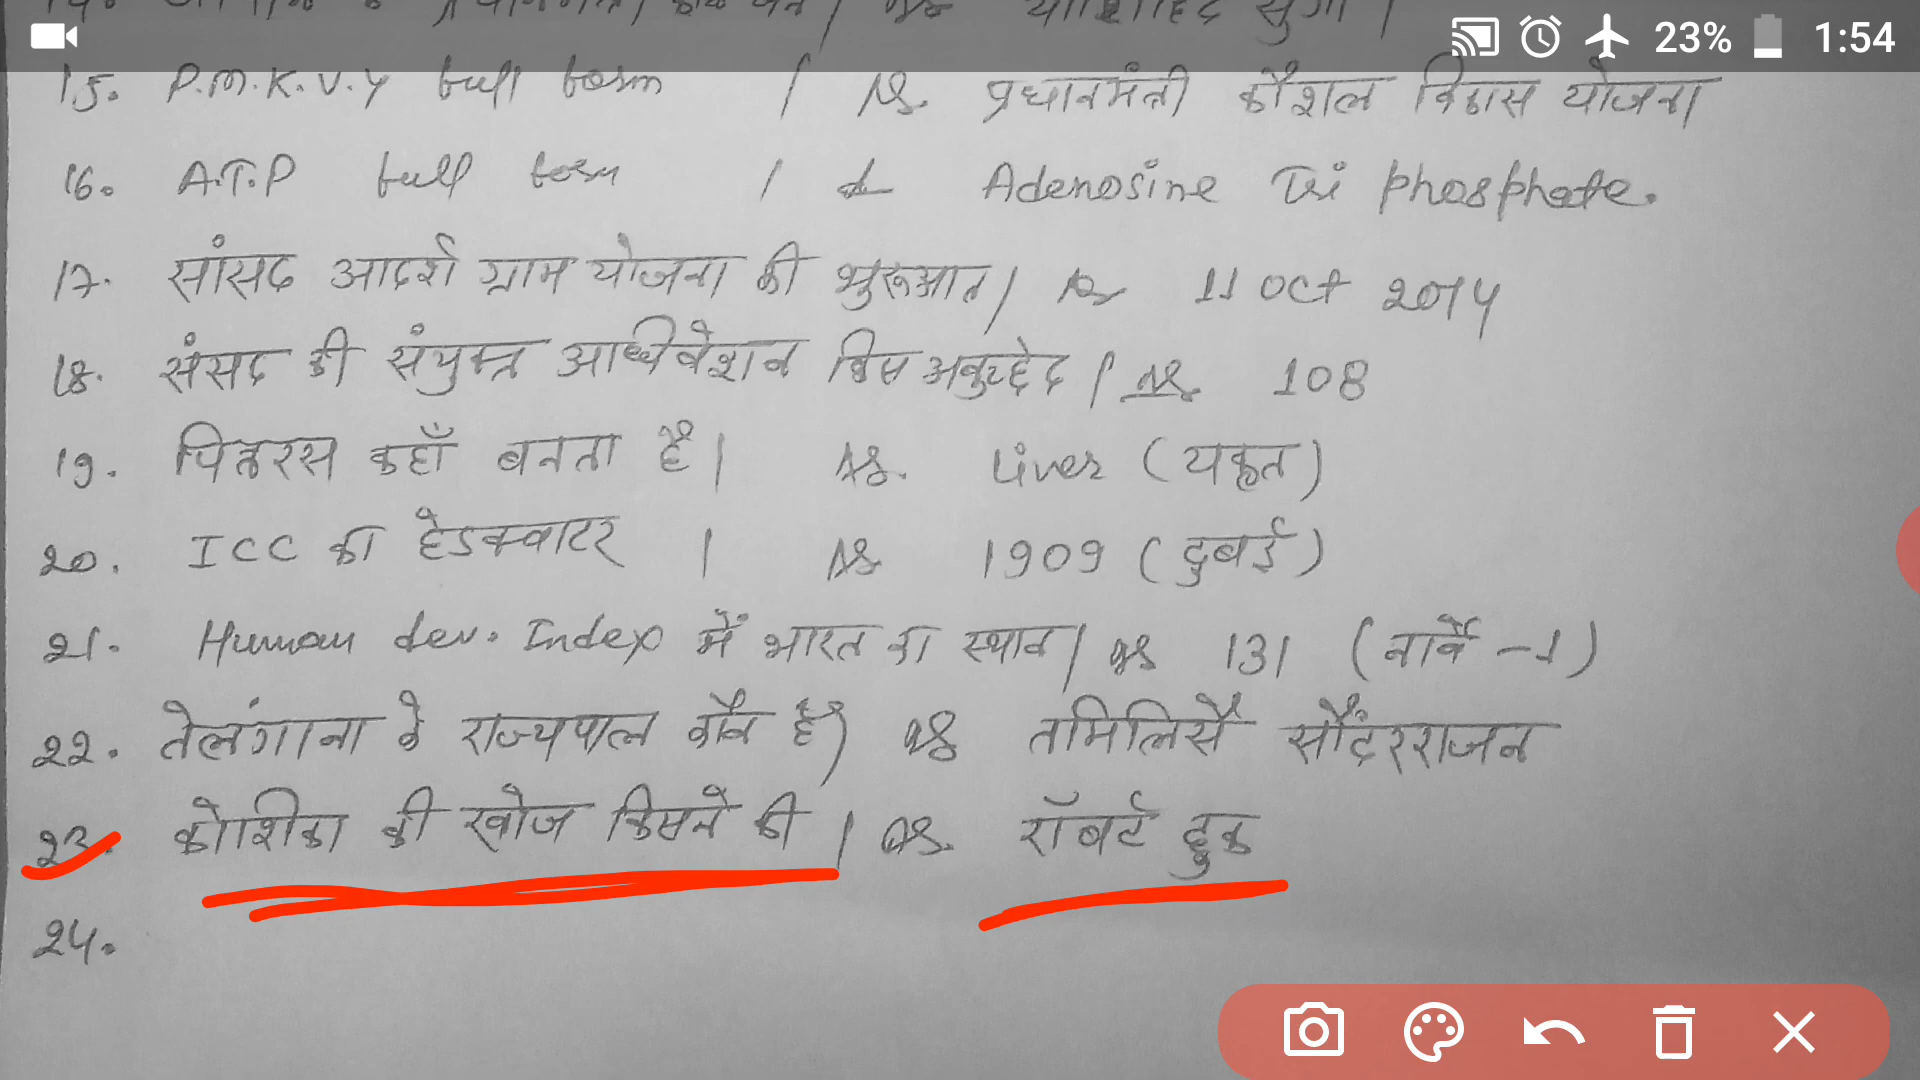 23% 1:54
प्रधानमंत्री
15. P.M.K.V.Y full form | As. प्रधानमंत्री कौशल विकास योजना
16. A.T.P full form | Adenosine Tri phosphate.
17. सांसद आदर्श ग्राम योजना की शुरूआत | As 11 Oct 2014
18. संसद की संयुक्त अधिवेशन किस अनुच्छेद | As. 108
19. पित्तरस कहाँ बनता है | As. Liver (यकृत)
20. ICC का हेडक्वाटर | As 1909 (दुबई)
21. Human dev. Index में भारत का स्थान | As 131 (नार्वे -1)
22. तेलंगाना के राज्यपाल कौन है | As तमिलिसै सौंदरराजन
23. कोशिका की खोज किसने की | As. रॉबर्ट हुक
24.